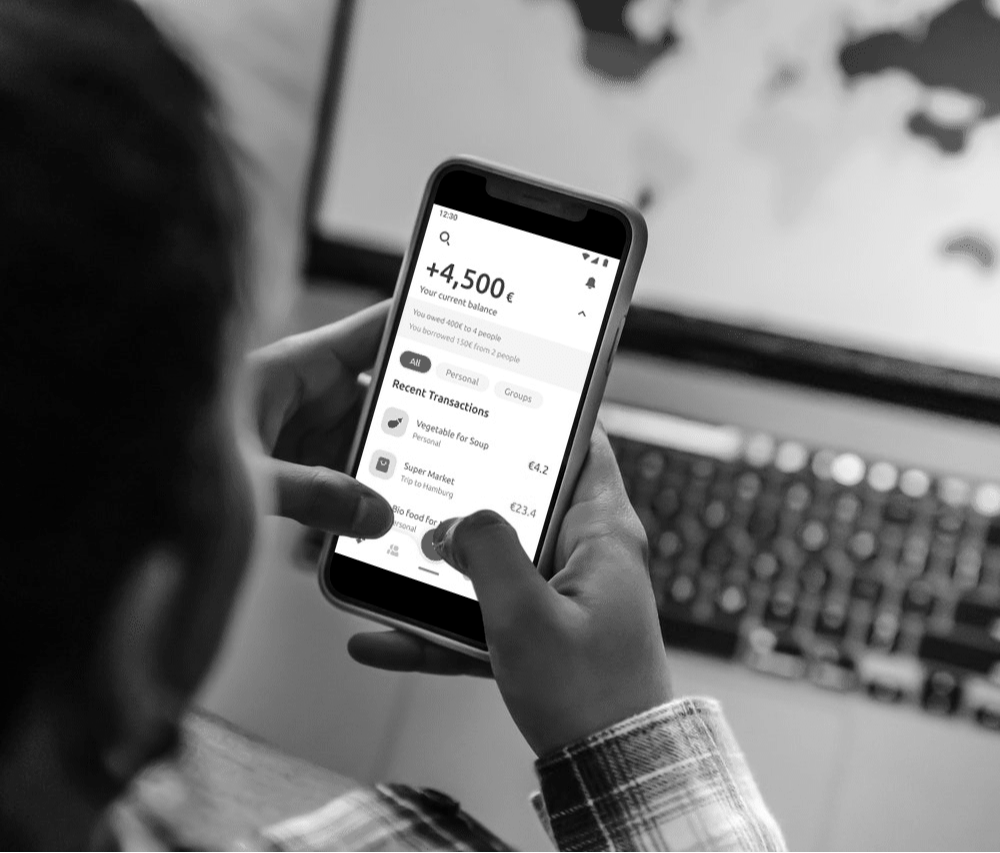 12:30
+4,500€
Your current balance
You owed 400€ to 4 people
You borrowed 150€ from 2 people
All Personal Groups
Recent Transactions
Vegetable for Soup
Personal
€4.2
Super Market
Trip to Hamburg
€23.4
Bio food for